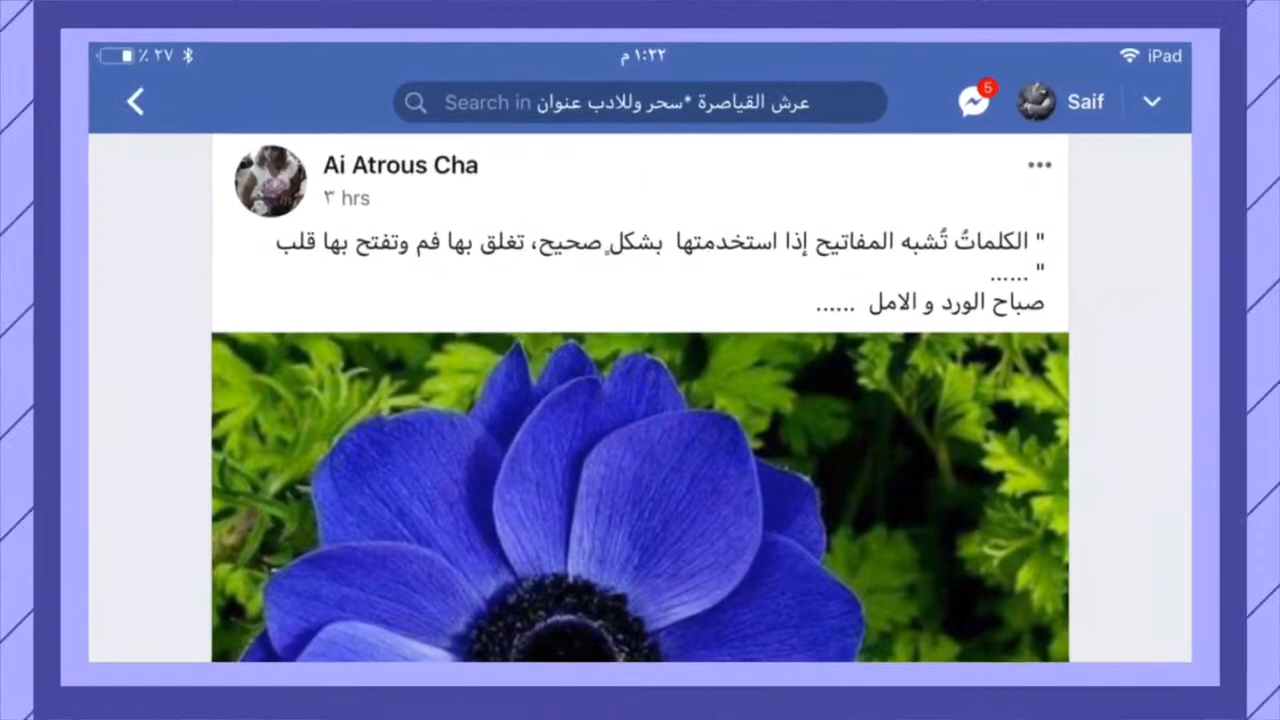 ٪ ٢٧
١:٢٢ م
iPad
Search in عرش القياصرة *سحر وللادب عنوان
5
Saif
Ai Atrous Cha
٣ hrs
" الكلماتُ تُشبه المفاتيح إذا استخدمتها بشكلٍ صحيح، تغلق بها فم وتفتح بها قلب
" ......
صباح الورد و الامل ......